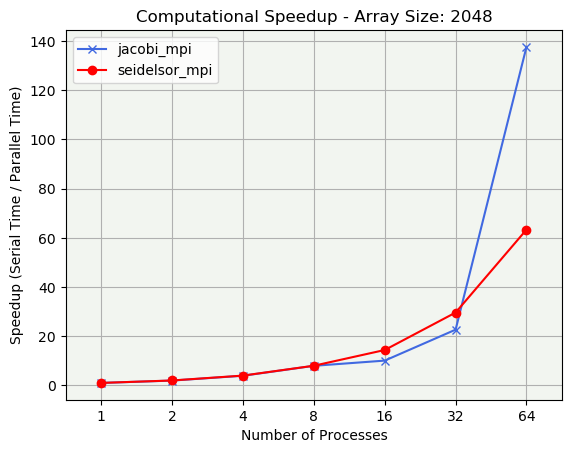 Computational Speedup - Array Size: 2048
jacobi_mpi
seidelsor_mpi
Speedup (Serial Time / Parallel Time)
140
120
100
80
60
40
20
0
1 2 4 8 16 32 64
Number of Processes